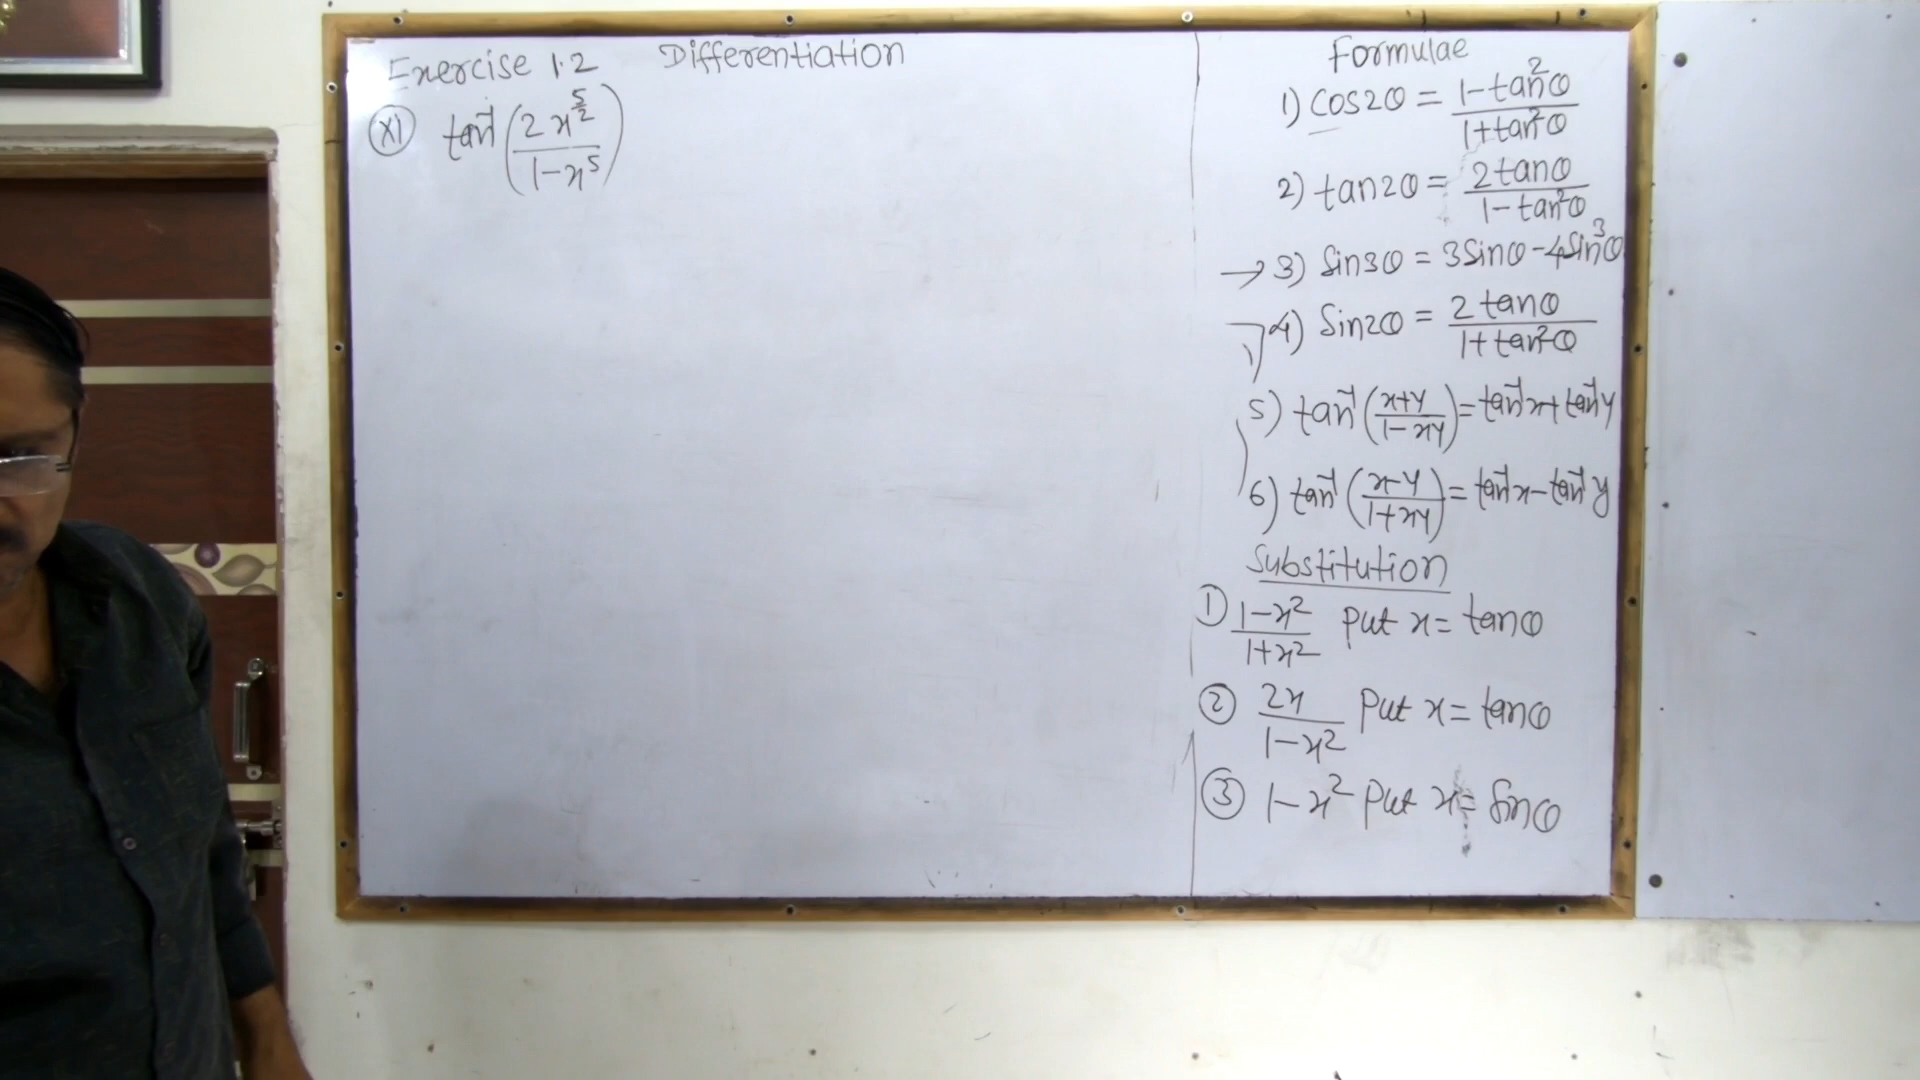 Exercise 1.2 Differentiation
(xi) tan⁻¹(2x^(5/2) / 1-x⁵)
Formulae
1) Cos2θ = 1-tan²θ / 1+tan²θ
2) tan2θ = 2tanθ / 1-tan²θ
→ 3) Sin3θ = 3Sinθ-4Sin³θ
4) Sin2θ = 2tanθ / 1+tan²θ
5) tan⁻¹(x+y / 1-xy) = tan⁻¹x+tan⁻¹y
6) tan⁻¹(x-y / 1+xy) = tan⁻¹x-tan⁻¹y
Substitution
① 1-x² / 1+x² Put x= tanθ
② 2x / 1-x² Put x= tanθ
③ 1-x² Put x= Sinθ